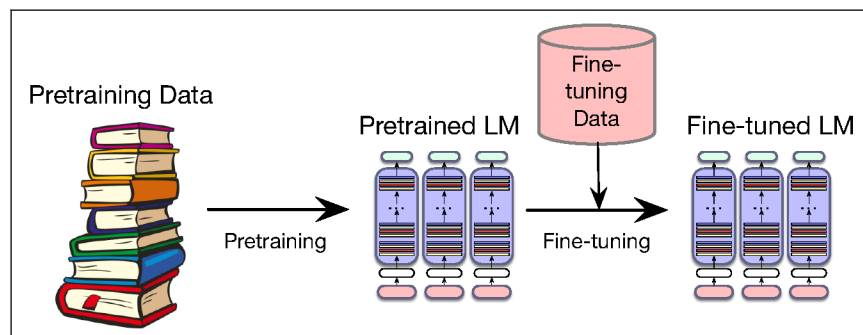 Pretraining Data
Pretraining
Pretrained LM
Fine-
tuning
Data
Fine-tuning
Fine-tuned LM